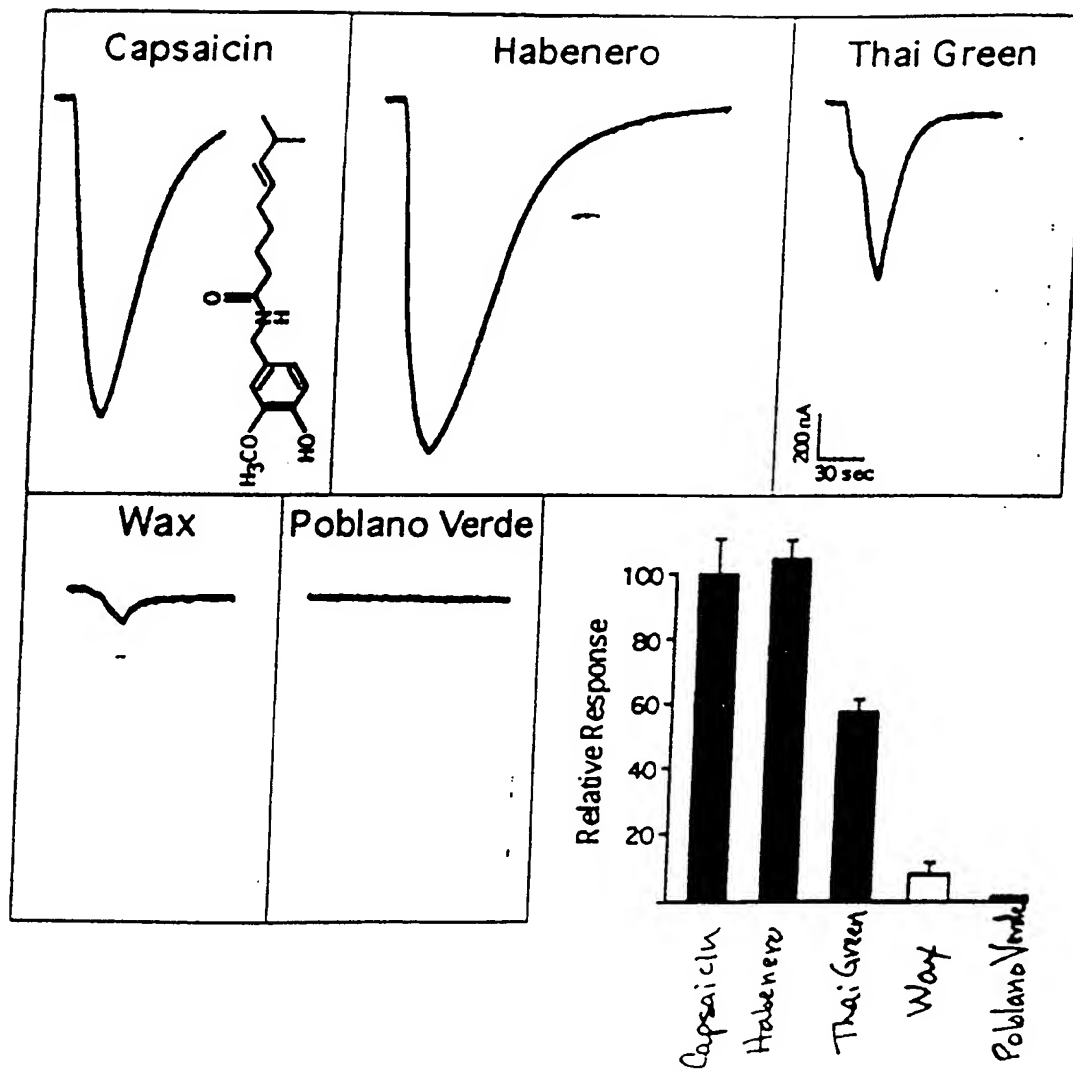 Capsaicin
Habenero
Thai Green
O
N
H
H₃CO
HO
200 nA
30 sec
Wax
Poblano Verde
Relative Response
100
80
60
40
20
Capsaicin
Habenero
Thai Green
Wax
Poblano Verde